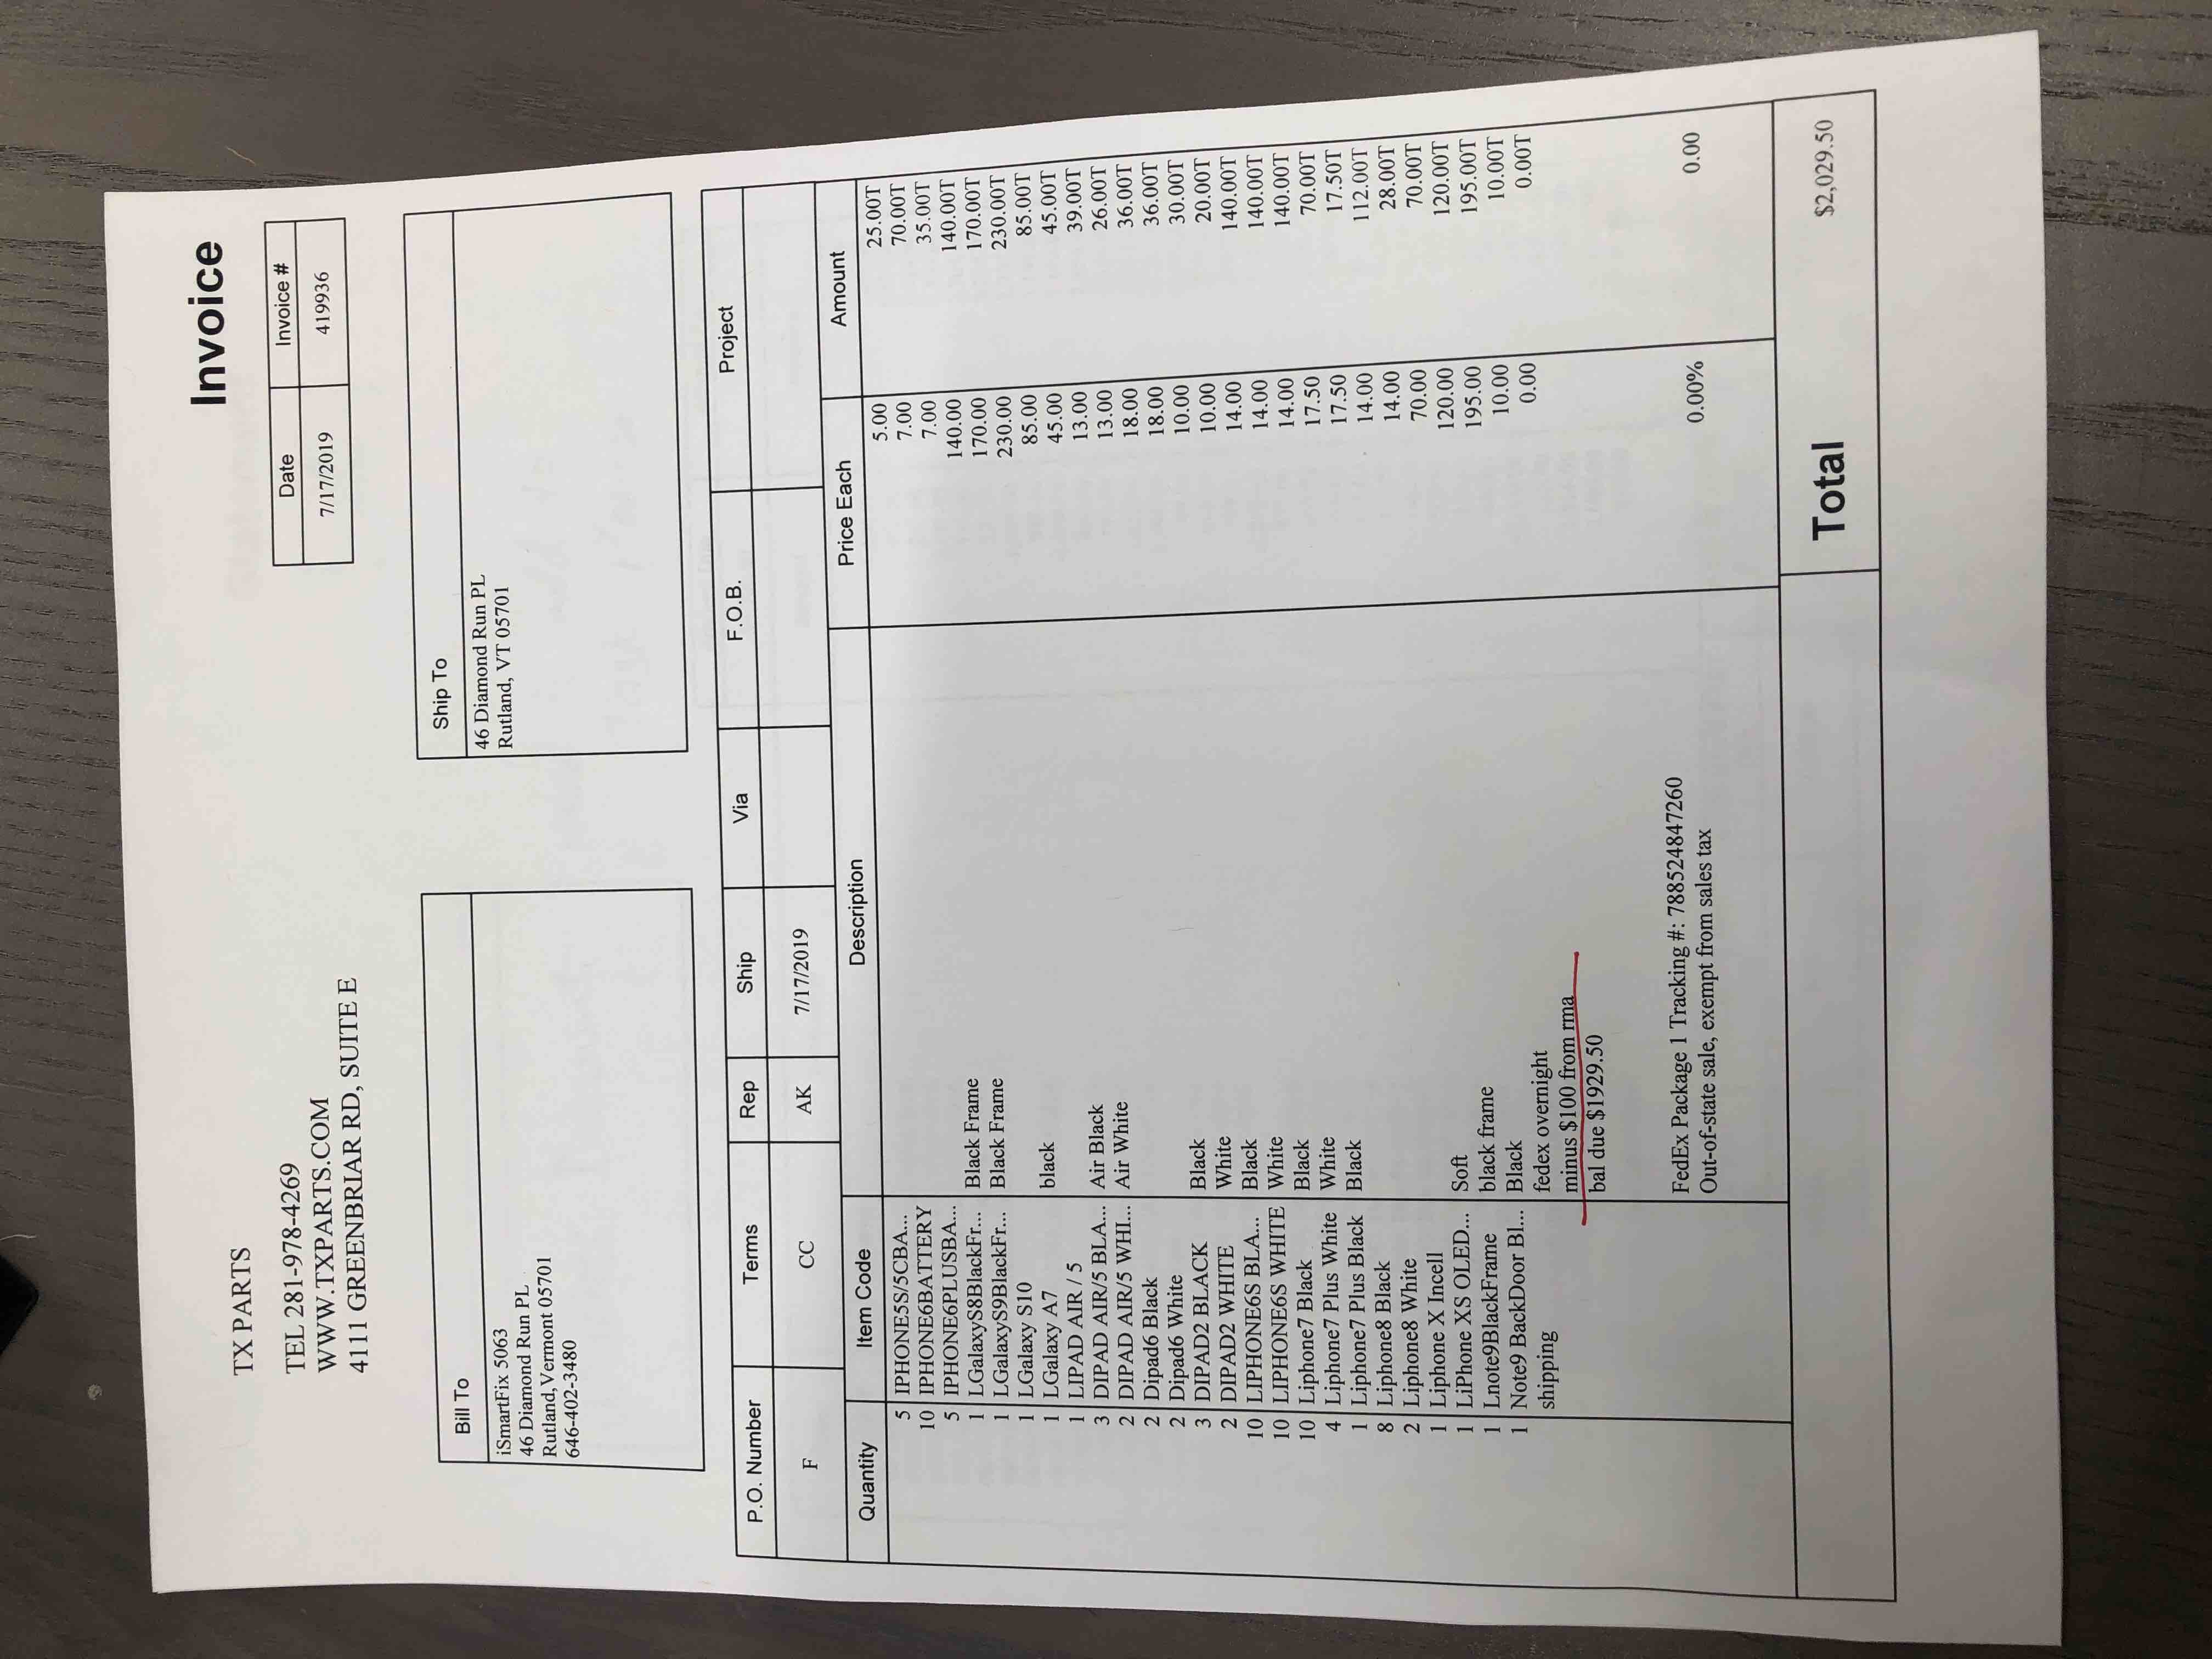 Invoice
TX PARTS
TEL 281-978-4269
WWW.TXPARTS.COM
4111 GREENBRIAR RD, SUITE E
Date Invoice #
7/17/2019 419936
Bill To
iSmartFix 5063
46 Diamond Run PL
Rutland,Vermont 05701
646-402-3480
Ship To
46 Diamond Run PL
Rutland, VT 05701
P.O. Number Terms Rep Ship Via F.O.B. Project
F CC AK 7/17/2019
Quantity Item Code Description Price Each Amount
5 IPHONE5S/5CBA... 5.00 25.00T
10 IPHONE6BATTERY 7.00 70.00T
5 IPHONE6PLUSBA... 7.00 35.00T
1 LGalaxyS8BlackFr... Black Frame 140.00 140.00T
1 LGalaxyS9BlackFr... Black Frame 170.00 170.00T
1 LGalaxy S10 230.00 230.00T
1 LGalaxy A7 black 85.00 85.00T
1 LIPAD AIR / 5 45.00 45.00T
3 DIPAD AIR/5 BLA... Air Black 13.00 39.00T
2 DIPAD AIR/5 WHI... Air White 13.00 26.00T
2 Dipad6 Black 18.00 36.00T
2 Dipad6 White 18.00 36.00T
3 DIPAD2 BLACK Black 10.00 30.00T
2 DIPAD2 WHITE White 10.00 20.00T
10 LIPHONE6S BLA... Black 14.00 140.00T
10 LIPHONE6S WHITE White 14.00 140.00T
10 Liphone7 Black Black 14.00 140.00T
4 Liphone7 Plus White White 17.50 70.00T
1 Liphone7 Plus Black Black 17.50 17.50T
8 Liphone8 Black 14.00 112.00T
2 Liphone8 White 14.00 28.00T
1 Liphone X Incell 70.00 70.00T
1 LiPhone XS OLED... Soft 120.00 120.00T
1 Lnote9BlackFrame black frame 195.00 195.00T
1 Note9 BackDoor Bl... Black 10.00 10.00T
shipping fedex overnight 0.00 0.00T
minus $100 from rma
bal due $1929.50
FedEx Package 1 Tracking #: 788524847260
Out-of-state sale, exempt from sales tax 0.00% 0.00
Total $2,029.50